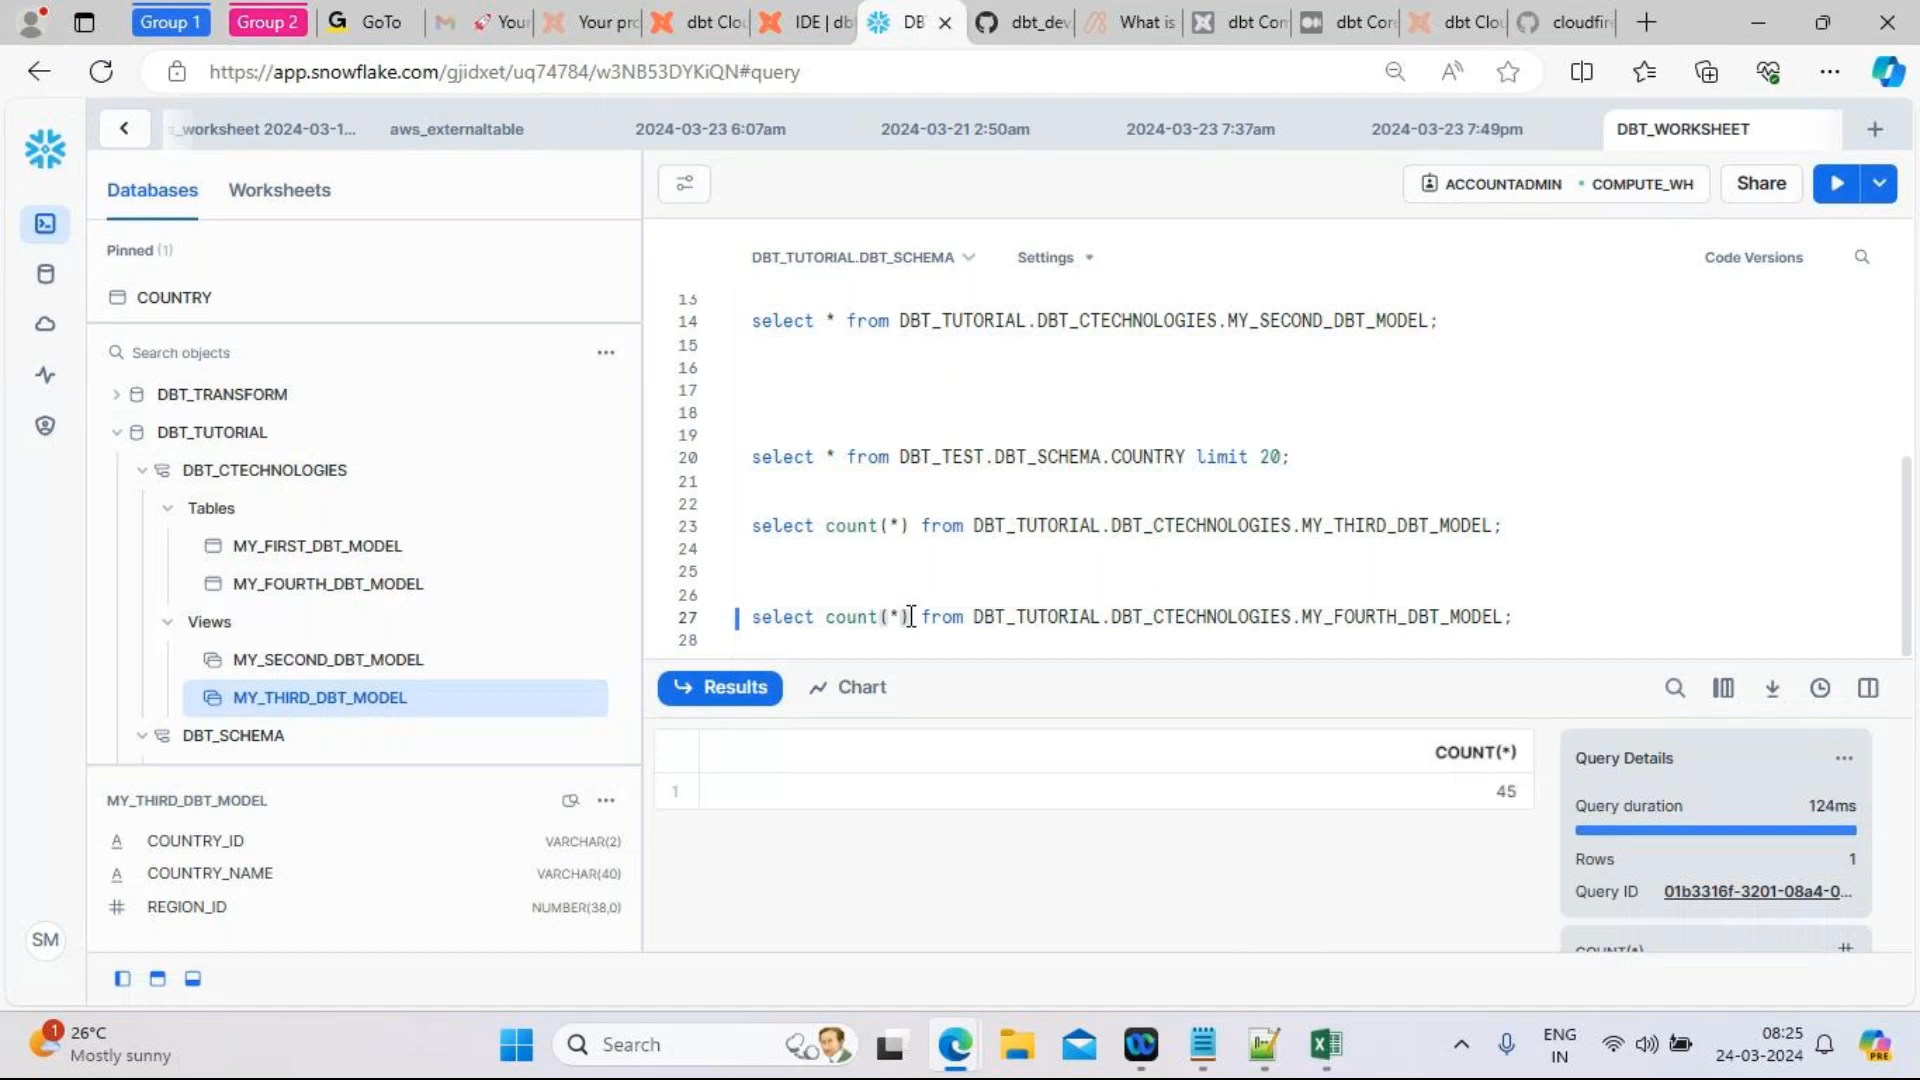 Group 1
Group 2
GoTo
Your
Your pr
dbt Clo
IDE | db
DB
dbt_dev
What is
dbt Com
dbt Cor
dbt Clo
cloudfir
https://app.snowflake.com/gjidxet/uq74784/w3NB53DYKiQN#query
s_worksheet 2024-03-1...
aws_externaltable
2024-03-23 6:07am
2024-03-21 2:50am
2024-03-23 7:37am
2024-03-23 7:49pm
DBT_WORKSHEET
Databases
Worksheets
ACCOUNTADMIN
COMPUTE_WH
Share
Pinned (1)
COUNTRY
DBT_TUTORIAL.DBT_SCHEMA
Settings
Code Versions
Search objects
DBT_TRANSFORM
DBT_TUTORIAL
DBT_CTECHNOLOGIES
Tables
MY_FIRST_DBT_MODEL
MY_FOURTH_DBT_MODEL
Views
MY_SECOND_DBT_MODEL
MY_THIRD_DBT_MODEL
DBT_SCHEMA
13
14 select * from DBT_TUTORIAL.DBT_CTECHNOLOGIES.MY_SECOND_DBT_MODEL;
15
16
17
18
19
20 select * from DBT_TEST.DBT_SCHEMA.COUNTRY limit 20;
21
22
23 select count(*) from DBT_TUTORIAL.DBT_CTECHNOLOGIES.MY_THIRD_DBT_MODEL;
24
25
26
27 select count(*) from DBT_TUTORIAL.DBT_CTECHNOLOGIES.MY_FOURTH_DBT_MODEL;
28
Results
Chart
COUNT(*)
1 45
Query Details
Query duration 124ms
Rows 1
Query ID 01b3316f-3201-08a4-0...
COUNT(*)
MY_THIRD_DBT_MODEL
COUNTRY_ID VARCHAR(2)
COUNTRY_NAME VARCHAR(40)
REGION_ID NUMBER(38,0)
SM
1
26°C
Mostly sunny
Search
ENG
IN
08:25
24-03-2024
PRE